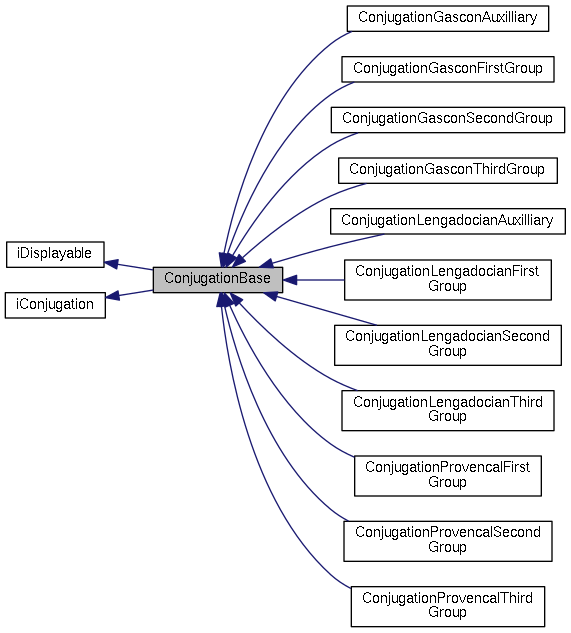 ConjugationGasconAuxilliary
ConjugationGasconFirstGroup
ConjugationGasconSecondGroup
ConjugationGasconThirdGroup
ConjugationLengadocianAuxilliary
iDisplayable
ConjugationBase
iConjugation
ConjugationLengadocianFirst
Group
ConjugationLengadocianSecond
Group
ConjugationLengadocianThird
Group
ConjugationProvencalFirst
Group
ConjugationProvencalSecond
Group
ConjugationProvencalThird
Group